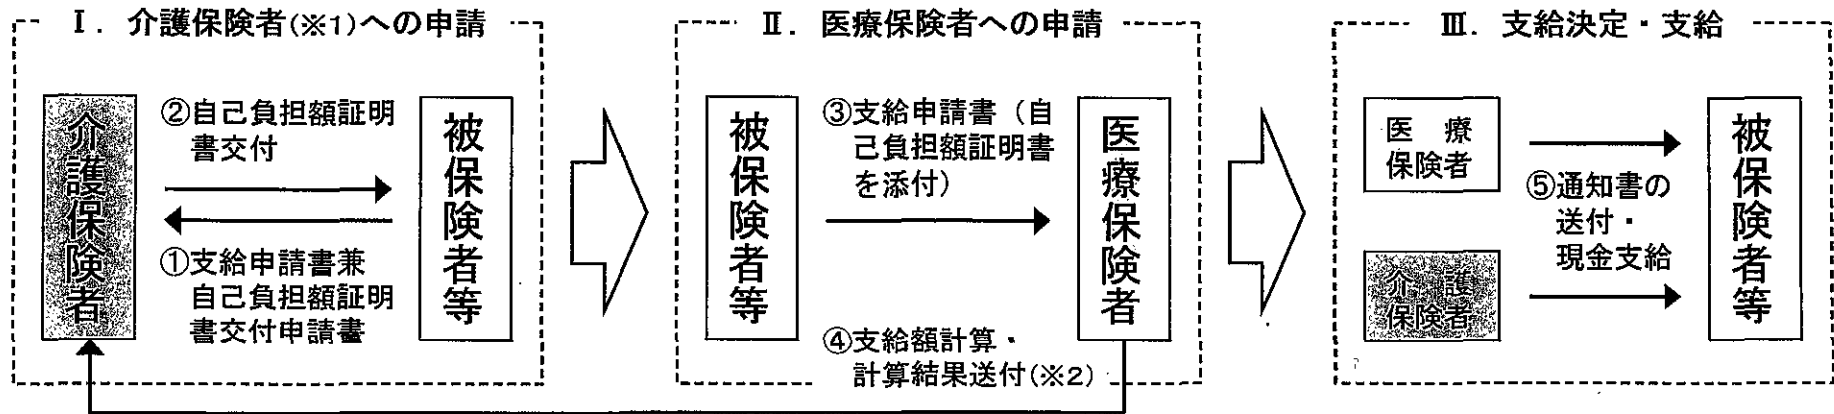 Ⅰ．介護保険者(※1)への申請
介護保険者
②自己負担額証明
書交付
①支給申請書兼
自己負担額証明
書交付申請書
被保険者等
Ⅱ．医療保険者への申請
被保険者等
③支給申請書（自
己負担額証明書
を添付）
④支給額計算・
計算結果送付(※2)
医療保険者
Ⅲ．支給決定・支給
医　療
保険者
介　護
保険者
⑤通知書の
送付・
現金支給
被保険者等